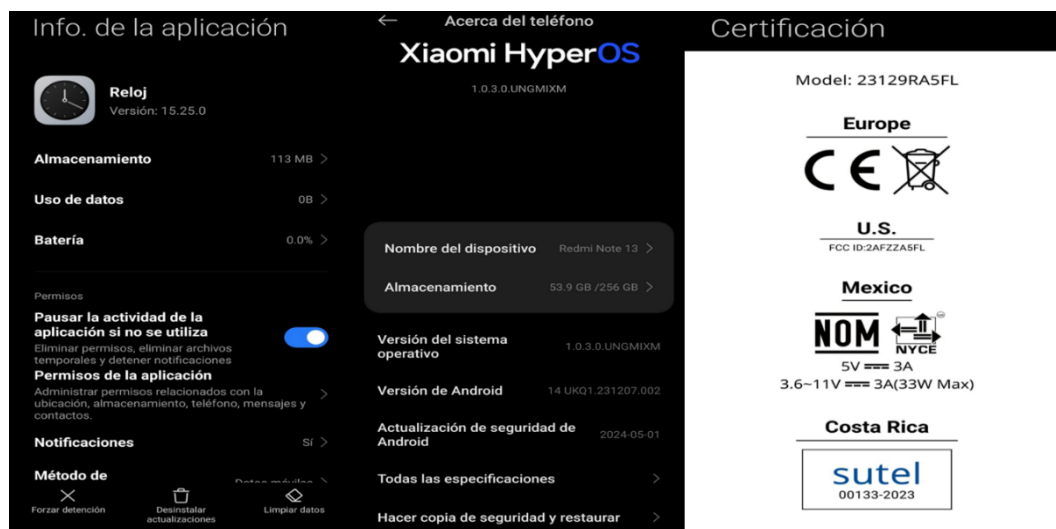 Info. de la aplicación
Reloj
Versión: 15.25.0
Almacenamiento 113 MB >
Uso de datos 0B >
Batería 0.0% >
Permisos
Pausar la actividad de la
aplicación si no se utiliza
Eliminar permisos, eliminar archivos
temporales y detener notificaciones
Permisos de la aplicación
Administrar permisos relacionados con la
ubicación, almacenamiento, teléfono, mensajes y
contactos.
Notificaciones Sí >
Método de
Datos móviles >
Forzar detención
Desinstalar
actualizaciones
Limpiar datos
Acerca del teléfono
Xiaomi HyperOS
1.0.3.0.UNGMIXM
Nombre del dispositivo Redmi Note 13 >
Almacenamiento 53.9 GB /256 GB >
Versión del sistema
operativo
1.0.3.0.UNGMIXM
Versión de Android 14 UKQ1.231207.002
Actualización de seguridad de
Android
2024-05-01
Todas las especificaciones >
Hacer copia de seguridad y restaurar >
Certificación
Model: 23129RA5FL
Europe
CE
U.S.
FCC ID:2AFZZA5FL
Mexico
NOM
NYCE
5V ⎓ 3A
3.6~11V ⎓ 3A(33W Max)
Costa Rica
sutel
00133-2023